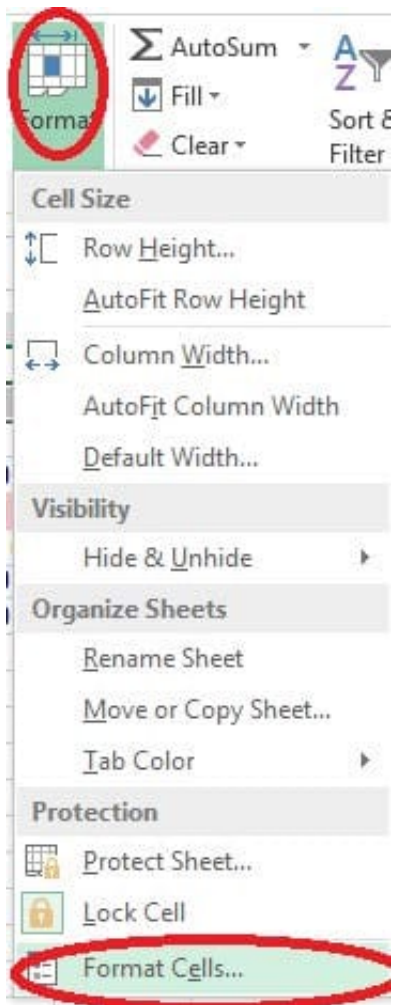 AutoSum
Fill
Clear
Sort &
Filter
Format
Cell Size
Row Height...
AutoFit Row Height
Column Width...
AutoFit Column Width
Default Width...
Visibility
Hide & Unhide
Organize Sheets
Rename Sheet
Move or Copy Sheet...
Tab Color
Protection
Protect Sheet...
Lock Cell
Format Cells...